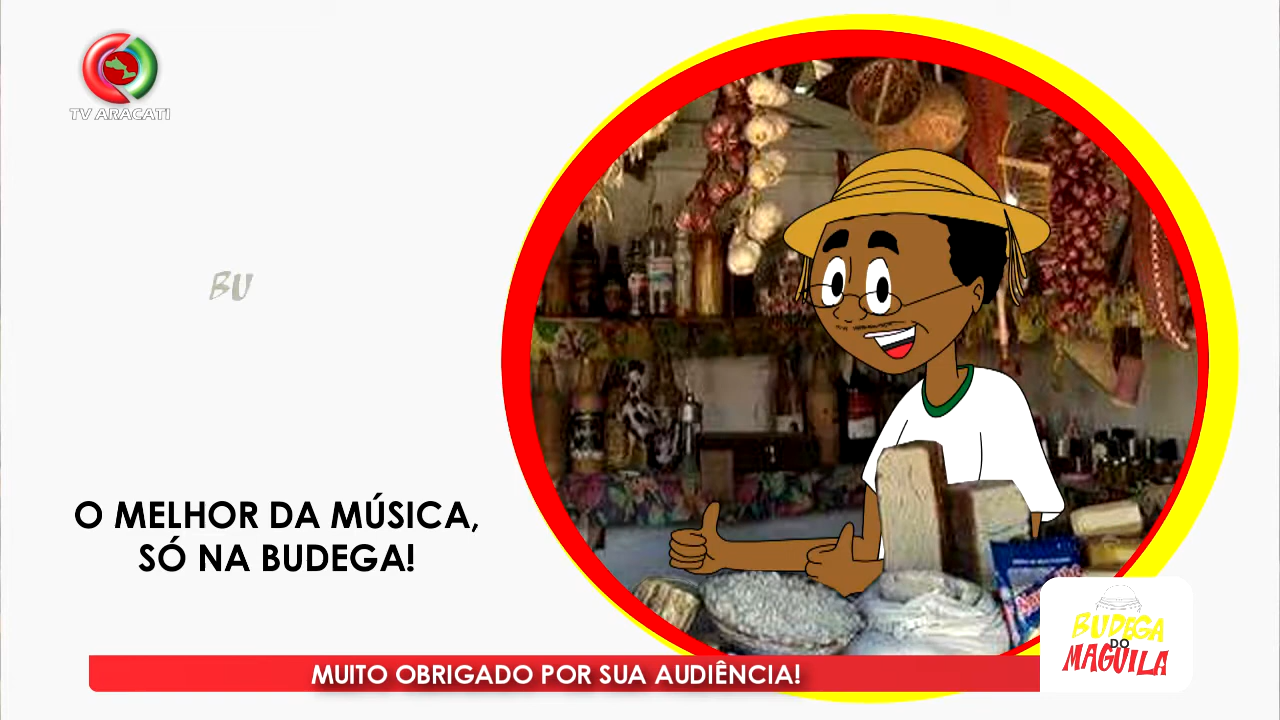 TV ARACATI
BU
O MELHOR DA MÚSICA,
SÓ NA BUDEGA!
BUDEGA
DO
MAGUILA
MUITO OBRIGADO POR SUA AUDIÊNCIA!